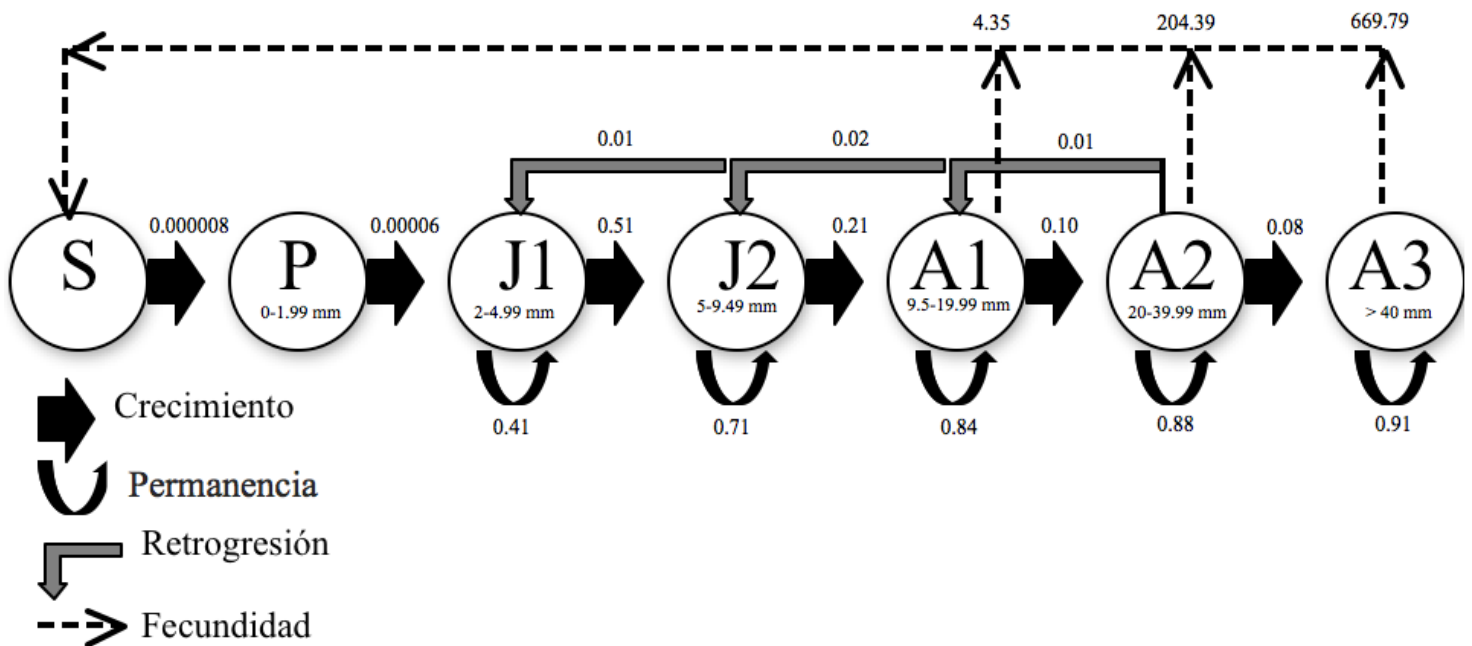 4.35 204.39 669.79
0.01 0.02 0.01
0.000008 0.00006 0.51 0.21 0.10 0.08
S P J1 J2 A1 A2 A3
0-1.99 mm 2-4.99 mm 5-9.49 mm 9.5-19.99 mm 20-39.99 mm > 40 mm
0.41 0.71 0.84 0.88 0.91
Crecimiento
Permanencia
Retrogresión
Fecundidad